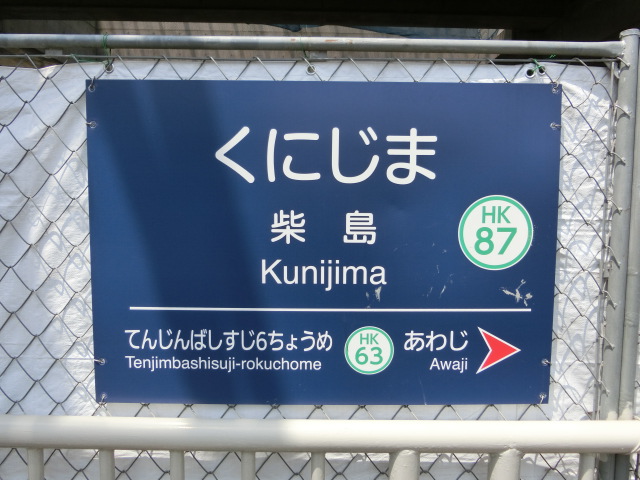 くにじま
柴島
HK
87
Kunijima
てんじんばしすじ6ちょうめ
Tenjimbashisuji-rokuchome
HK
63
あわじ
Awaji